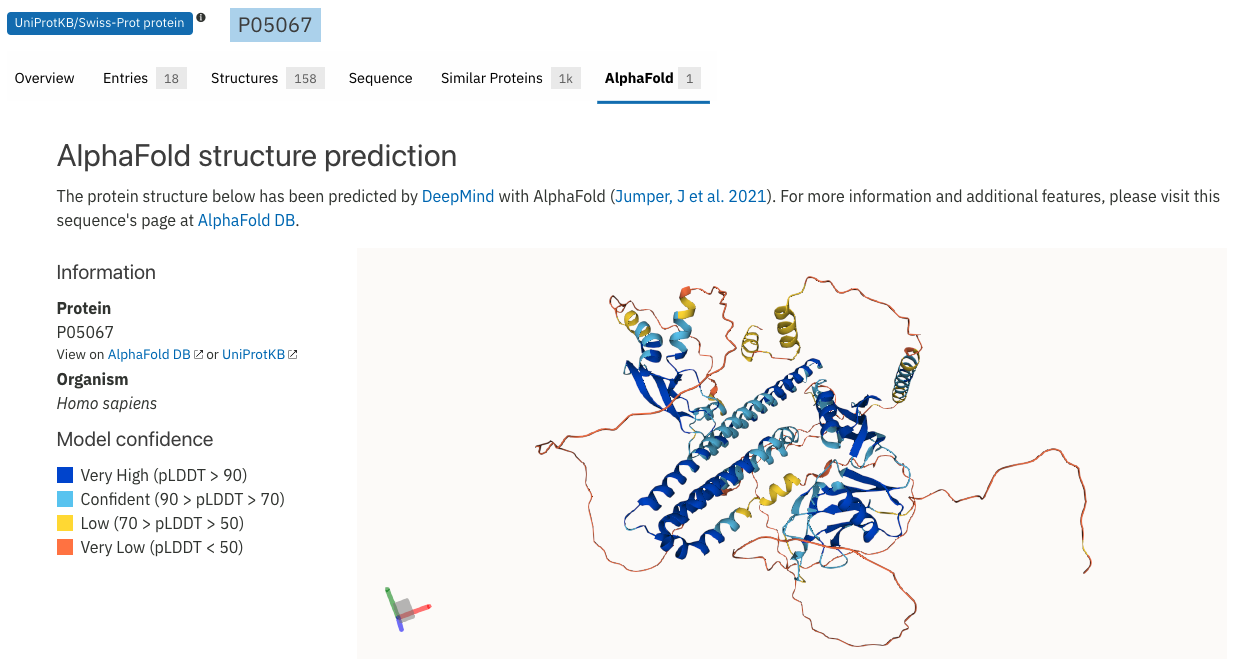 UniProtKB/Swiss-Prot protein
P05067
Overview Entries 18 Structures 158 Sequence Similar Proteins 1k AlphaFold 1
AlphaFold structure prediction
The protein structure below has been predicted by DeepMind with AlphaFold (Jumper, J et al. 2021). For more information and additional features, please visit this
sequence's page at AlphaFold DB.
Information
Protein
P05067
View on AlphaFold DB or UniProtKB
Organism
Homo sapiens
Model confidence
Very High (pLDDT > 90)
Confident (90 > pLDDT > 70)
Low (70 > pLDDT > 50)
Very Low (pLDDT < 50)